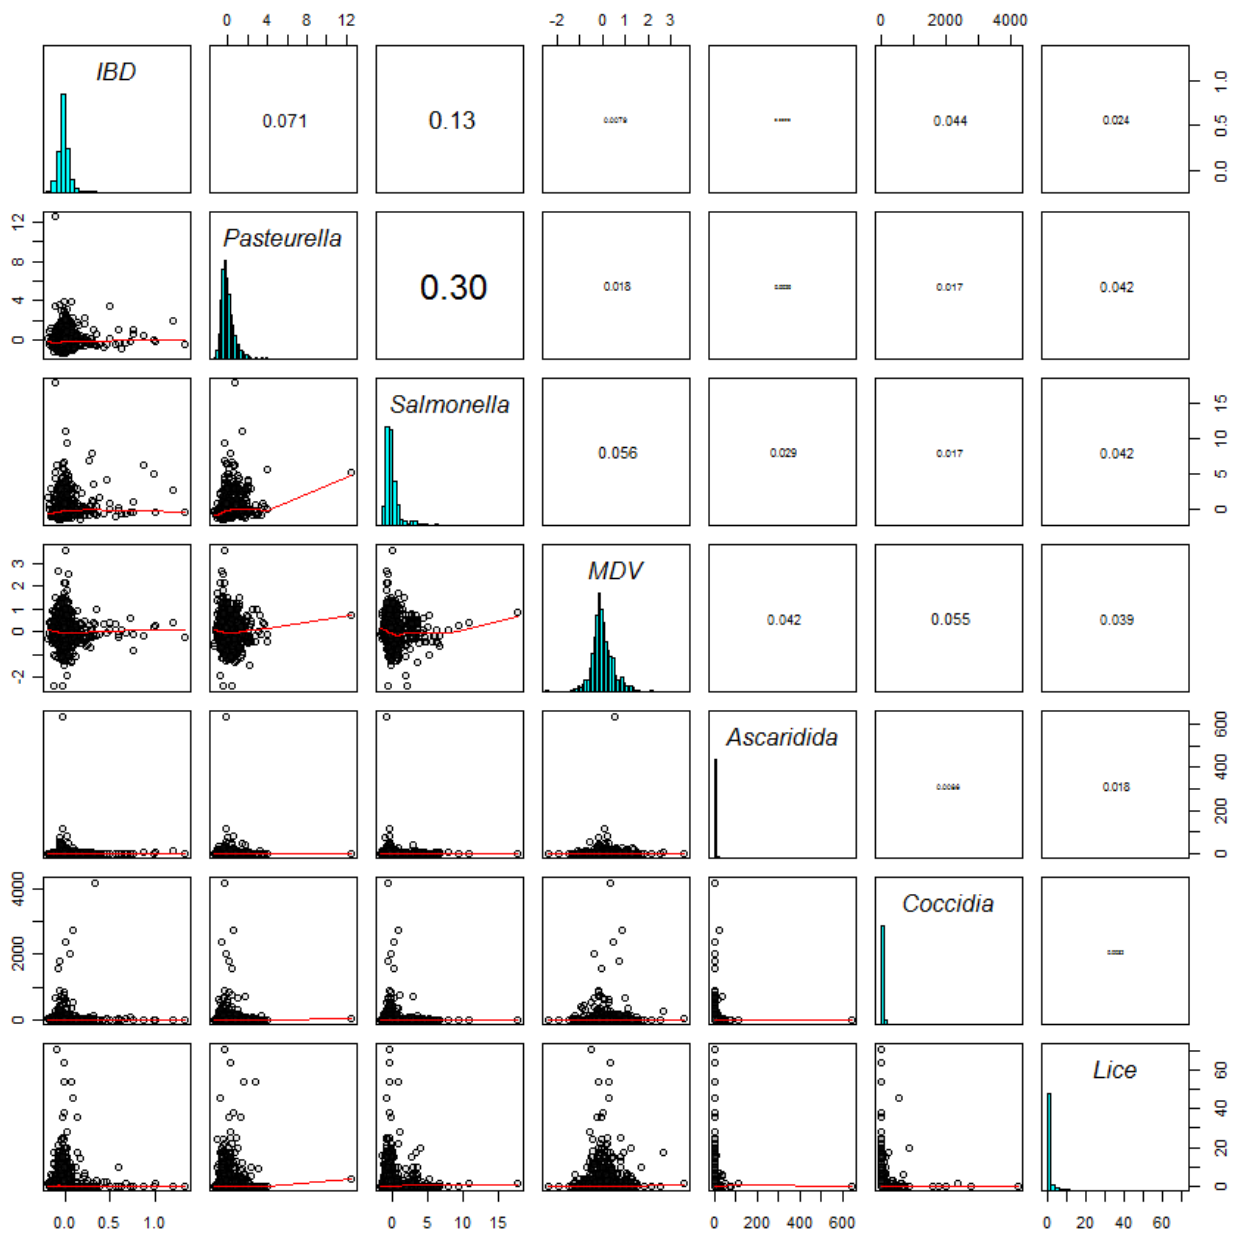 0 4 8 12 -2 0 1 2 3 0 2000 4000
IBD 0.071 0.13 0.0079 0.044 0.024 0.0 0.5 1.0
0 4 8 12 Pasteurella 0.30 0.018 0.017 0.042
Salmonella 0.056 0.029 0.017 0.042 0 5 10 15
-2 0 1 2 3 MDV 0.042 0.055 0.039
Ascaridida 0.018 0 200 400 600
0 2000 4000 Coccidia
Lice 0 20 40 60
0.0 0.5 1.0 0 5 10 15 0 200 400 600 0 20 40 60